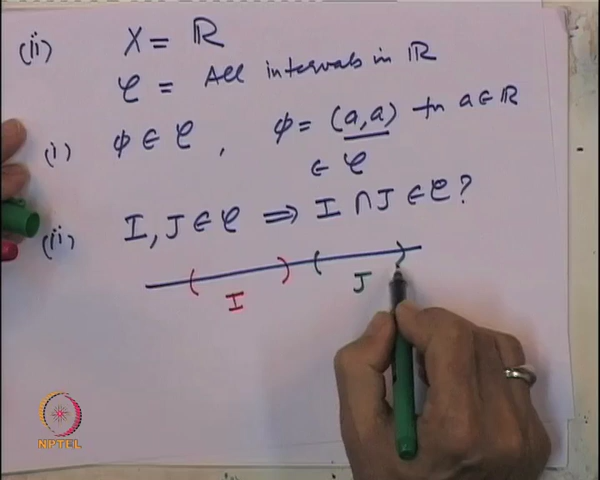 (ii) X = ℝ
𝒞 = All intervals in ℝ
(i) ϕ ∈ 𝒞, ϕ = (a,a) for a ∈ ℝ
∈ 𝒞
(ii) I, J ∈ 𝒞 ⟹ I ∩ J ∈ 𝒞?
( ) ( )
I J
NPTEL